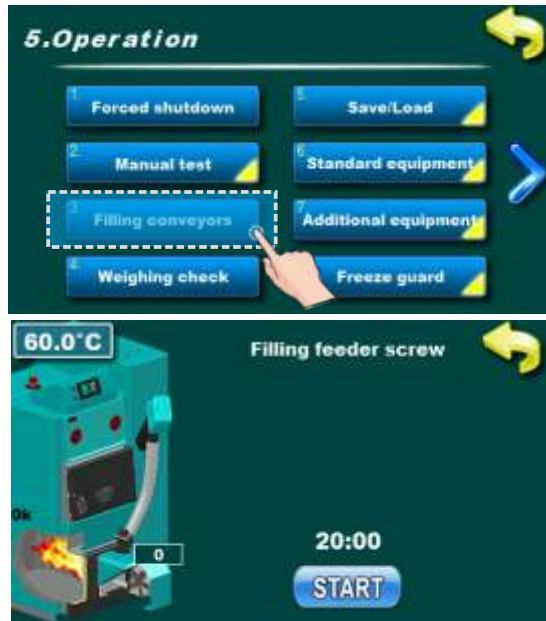 5.Operation
1. Forced shutdown
5. Save/Load
2. Manual test
6. Standard equipment
3. Filling conveyors
7. Additional equipment
4. Weighing check
Freeze guard
60.0°C
Filling feeder screw
Ok
0
20:00
START